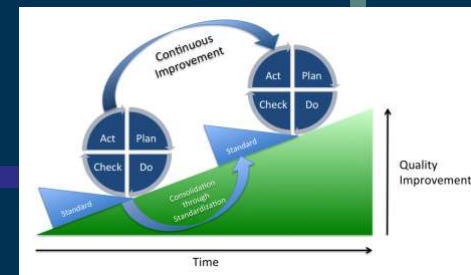 Continuous
Improvement
Act
Plan
Check
Do
Act
Plan
Check
Do
Standard
Standard
Consolidation
through
Standardization
Quality
Improvement
Time